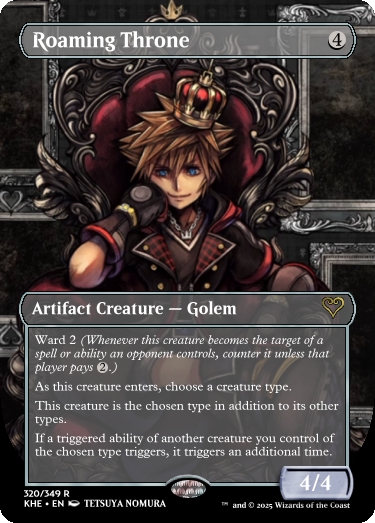 Roaming Throne 4
Artifact Creature — Golem
Ward 2 (Whenever this creature becomes the target of a
spell or ability an opponent controls, counter it unless that
player pays 2.)
As this creature enters, choose a creature type.
This creature is the chosen type in addition to its other
types.
If a triggered ability of another creature you control of
the chosen type triggers, it triggers an additional time.
4/4
320/349 R
KHE • EN TETSUYA NOMURA
™ and © 2025 Wizards of the Coast